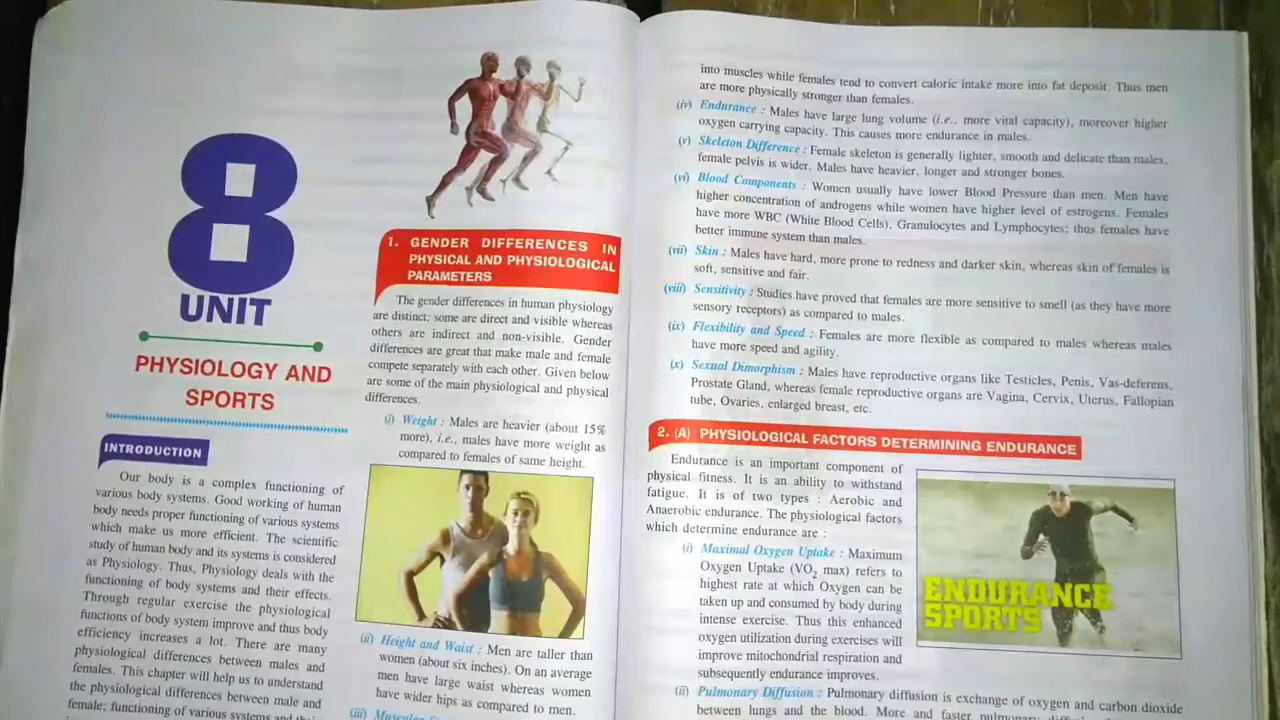 8
UNIT
PHYSIOLOGY AND
SPORTS
INTRODUCTION
Our body is a complex functioning of
various body systems. Good working of human
body needs proper functioning of various systems
which make us more efficient. The scientific
study of human body and its systems is considered
as Physiology. Thus, Physiology deals with the
functioning of body systems and their effects.
Through regular exercise the physiological
functions of body system improve and thus body
efficiency increases a lot. There are many
physiological differences between males and
females. This chapter will help us to understand
the physiological differences between male and
female; functioning of various systems and
1. GENDER DIFFERENCES IN
PHYSICAL AND PHYSIOLOGICAL
PARAMETERS
The gender differences in human physiology
are distinct; some are direct and visible whereas
others are indirect and non-visible. Gender
differences are great that make male and female
compete separately with each other. Given below
are some of the main physiological and physical
differences.
(i) Weight : Males are heavier (about 15%
more), i.e., males have more weight as
compared to females of same height.
(ii) Height and Waist : Men are taller than
women (about six inches). On an average
men have large waist whereas women
have wider hips as compared to men.
(iii)
into muscles while females tend to convert caloric intake more into fat deposit. Thus men
are more physically stronger than females.
(iv) Endurance : Males have large lung volume (i.e., more vital capacity), moreover higher
oxygen carrying capacity. This causes more endurance in males.
(v) Skeleton Difference : Female skeleton is generally lighter, smooth and delicate than males,
female pelvis is wider. Males have heavier, longer and stronger bones.
(vi) Blood Components : Women usually have lower Blood Pressure than men. Men have
higher concentration of androgens while women have higher level of estrogens. Females
have more WBC (White Blood Cells), Granulocytes and Lymphocytes; thus females have
better immune system than males.
(vii) Skin : Males have hard, more prone to redness and darker skin, whereas skin of females is
soft, sensitive and fair.
(viii) Sensitivity : Studies have proved that females are more sensitive to smell (as they have more
sensory receptors) as compared to males.
(ix) Flexibility and Speed : Females are more flexible as compared to males whereas males
have more speed and agility.
(x) Sexual Dimorphism : Males have reproductive organs like Testicles, Penis, Vas-deferens,
Prostate Gland, whereas female reproductive organs are Vagina, Cervix, Uterus, Fallopian
tube, Ovaries, enlarged breast, etc.
2. (A) PHYSIOLOGICAL FACTORS DETERMINING ENDURANCE
Endurance is an important component of
physical fitness. It is an ability to withstand
fatigue. It is of two types : Aerobic and
Anaerobic endurance. The physiological factors
which determine endurance are :
(i) Maximal Oxygen Uptake : Maximum
Oxygen Uptake (VO2 max) refers to
highest rate at which Oxygen can be
taken up and consumed by body during
intense exercise. Thus this enhanced
oxygen utilization during exercises will
improve mitochondrial respiration and
subsequently endurance improves.
ENDURANCE
SPORTS
(ii) Pulmonary Diffusion : Pulmonary diffusion is exchange of oxygen and carbon dioxide
between lungs and the blood. More and faster pulmonary